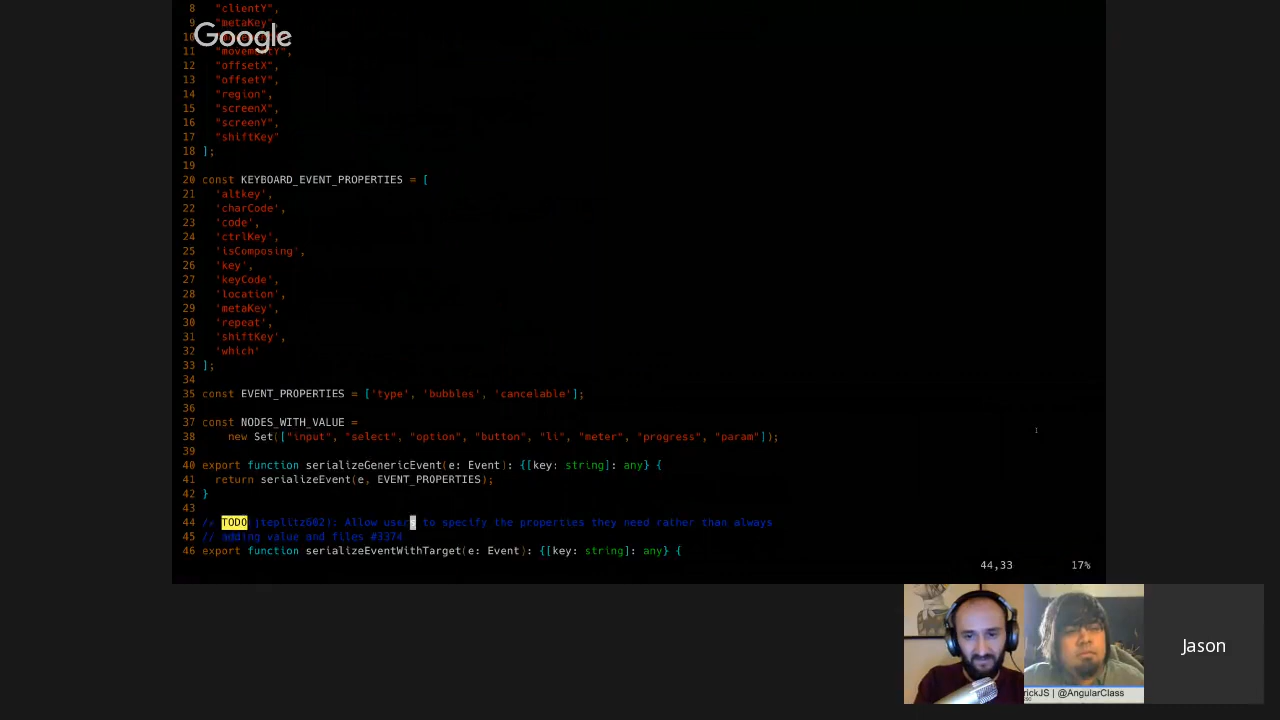 8 "clientY",
9 "metaKey",
Google
10
11 "movementY",
12 "offsetX",
13 "offsetY",
14 "region",
15 "screenX",
16 "screenY",
17 "shiftKey"
18 ];
19
20 const KEYBOARD_EVENT_PROPERTIES = [
21 'altkey',
22 'charCode',
23 'code',
24 'ctrlKey',
25 'isComposing',
26 'key',
27 'keyCode',
28 'location',
29 'metaKey',
30 'repeat',
31 'shiftKey',
32 'which'
33 ];
34
35 const EVENT_PROPERTIES = ['type', 'bubbles', 'cancelable'];
36
37 const NODES_WITH_VALUE =
38 new Set(["input", "select", "option", "button", "li", "meter", "progress", "param"]);
39
40 export function serializeGenericEvent(e: Event): {[key: string]: any} {
41 return serializeEvent(e, EVENT_PROPERTIES);
42 }
43
44 // TODO(jteplitz602): Allow users to specify the properties they need rather than always
45 // adding value and files #3374
46 export function serializeEventWithTarget(e: Event): {[key: string]: any} {
44,33 17%
Jason
rickJS | @AngularClass